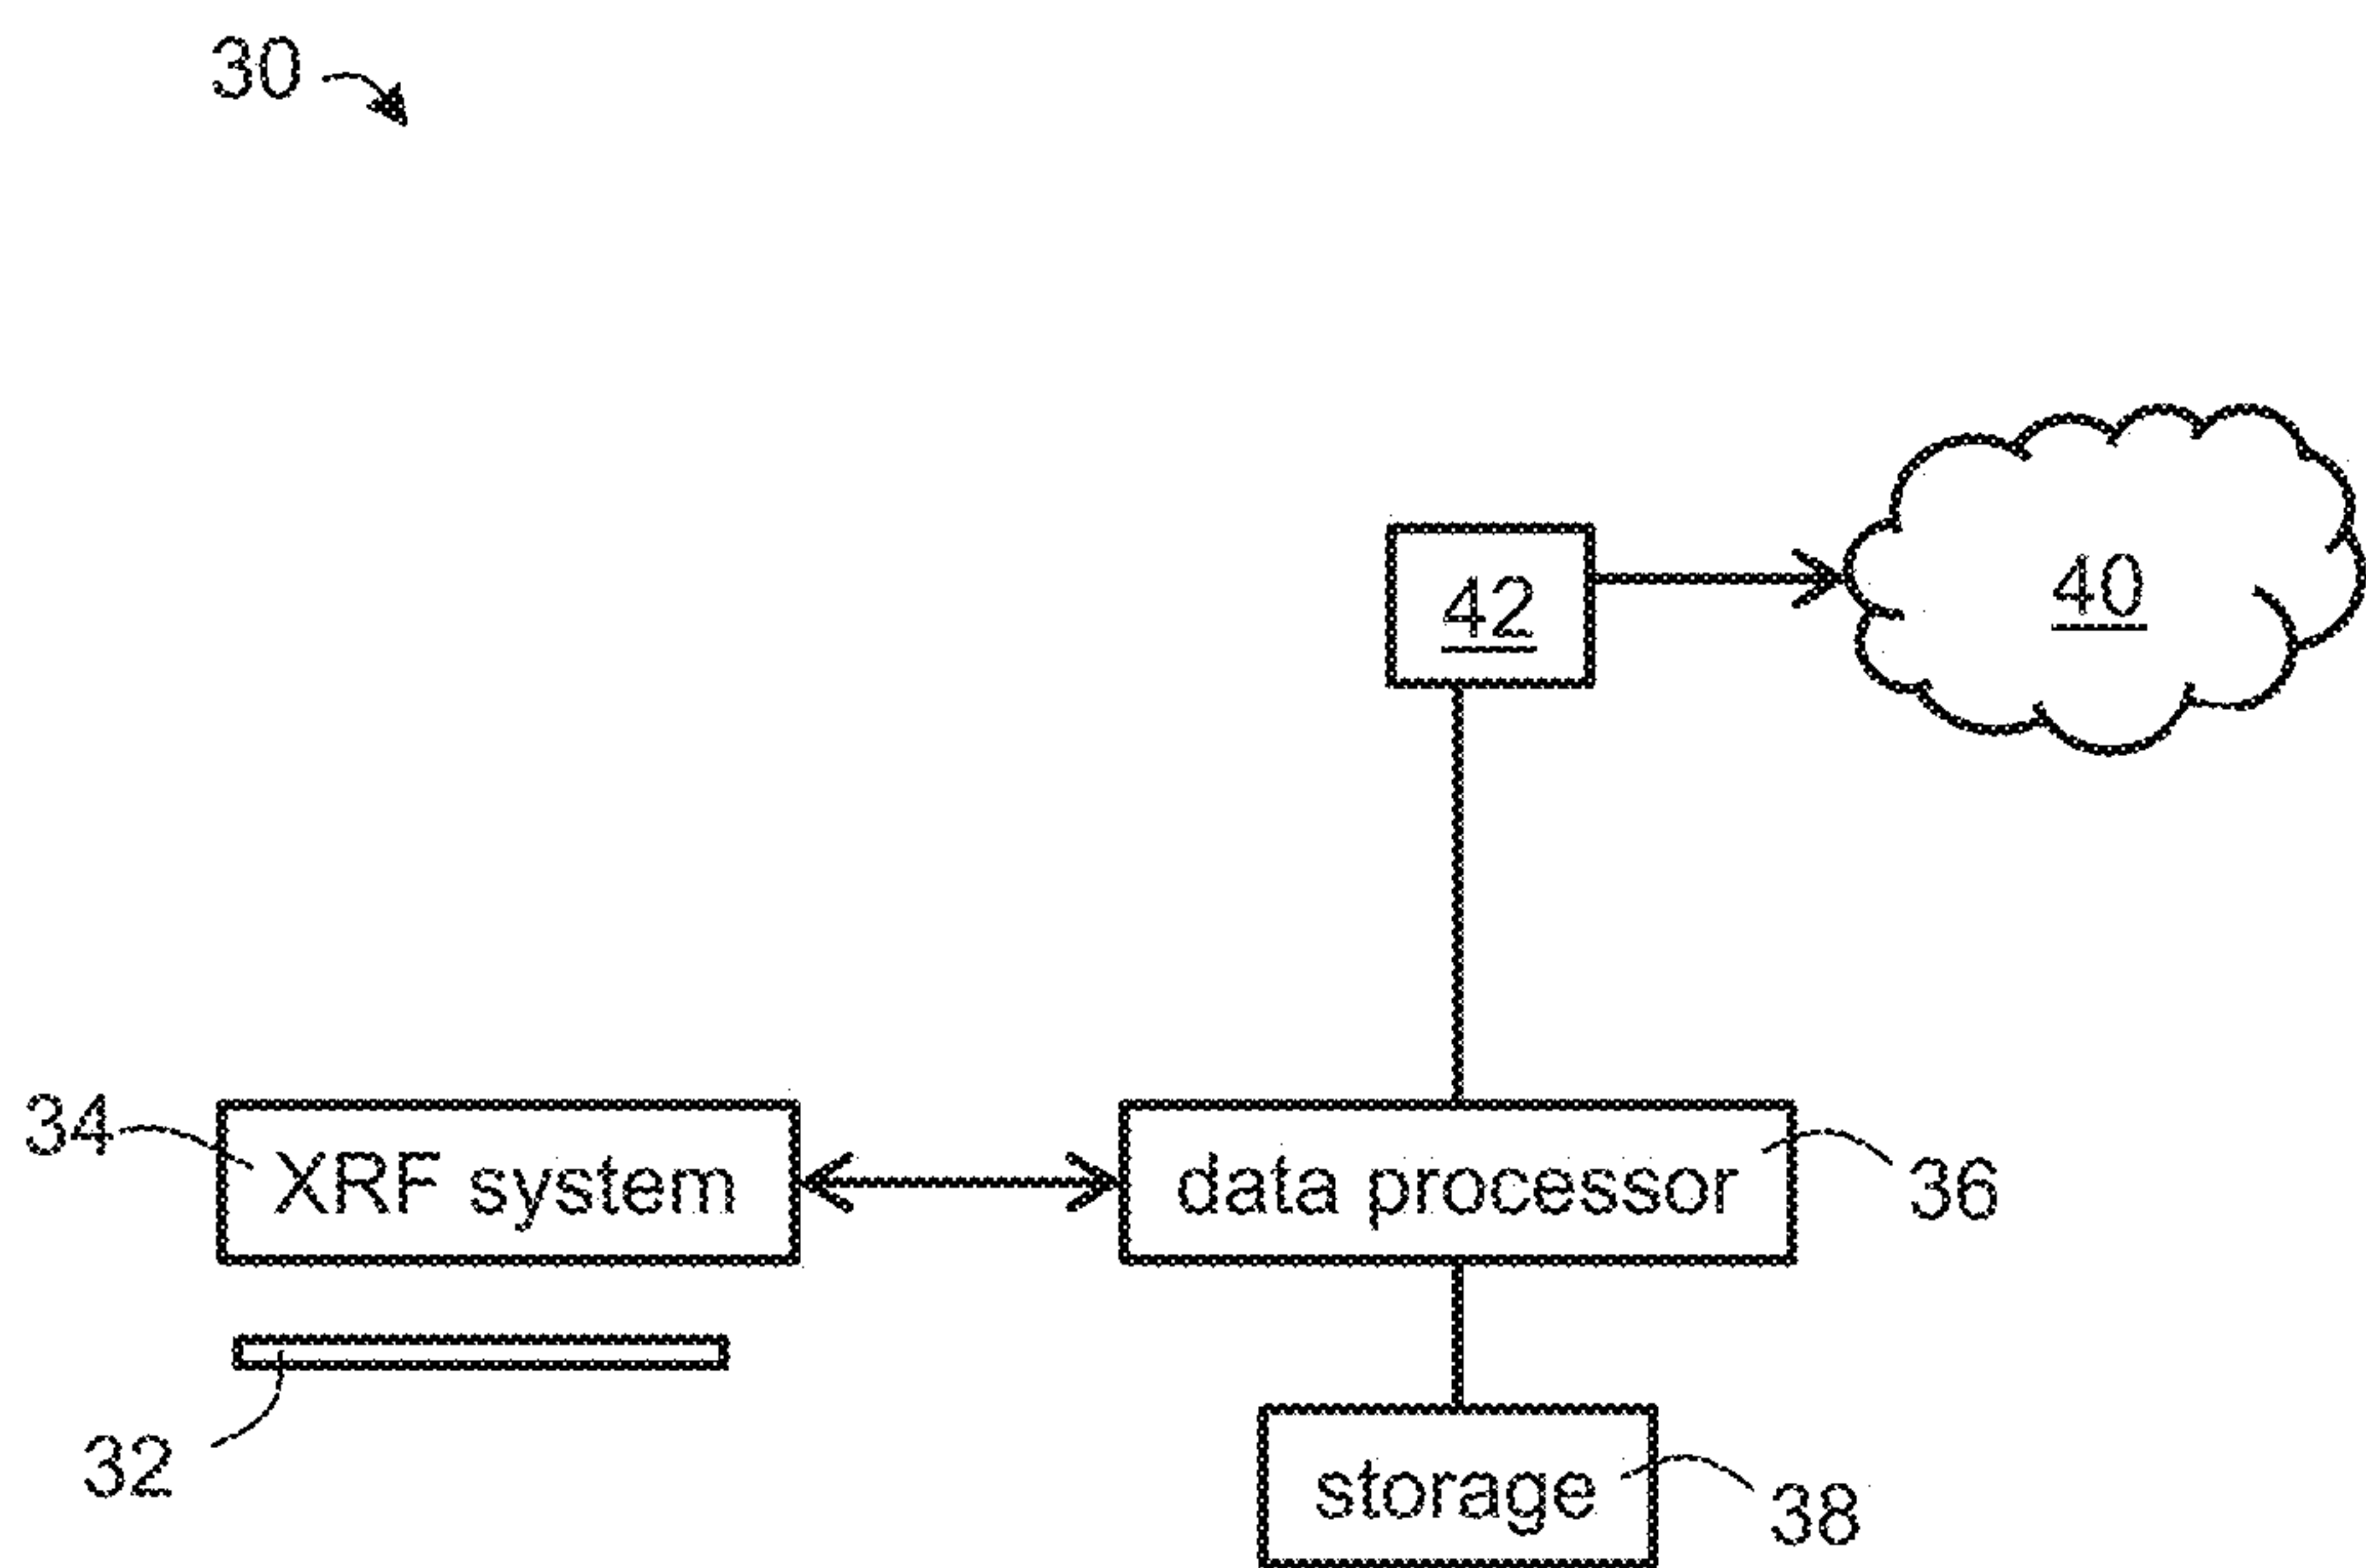 30
40
42
34
XRF system
data processor
36
32
storage
38